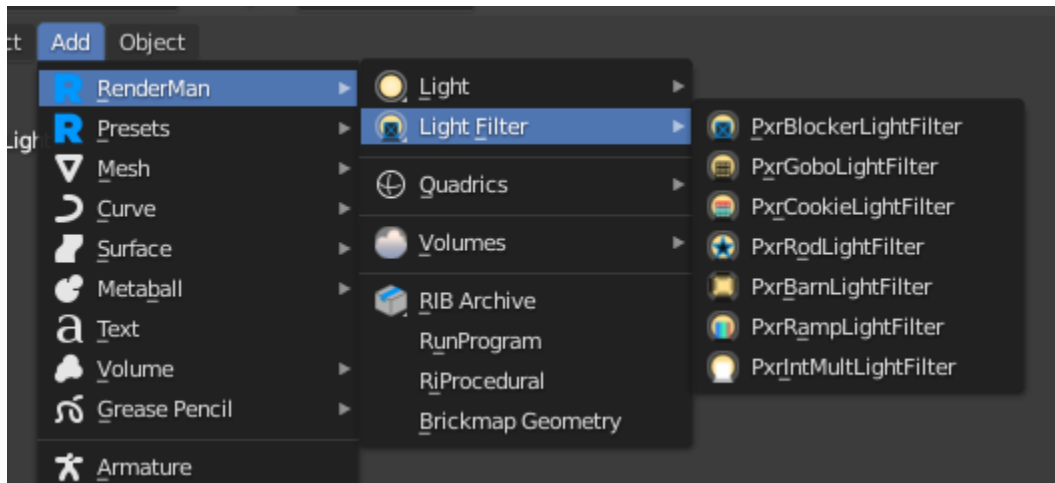 ct Add Object
RenderMan
Presets
Light
Mesh
Curve
Surface
Metaball
Text
Volume
Grease Pencil
Armature
Light
Light Filter
Quadrics
Volumes
RIB Archive
RunProgram
RiProcedural
Brickmap Geometry
PxrBlockerLightFilter
PxrGoboLightFilter
PxrCookieLightFilter
PxrRodLightFilter
PxrBarnLightFilter
PxrRampLightFilter
PxrIntMultLightFilter